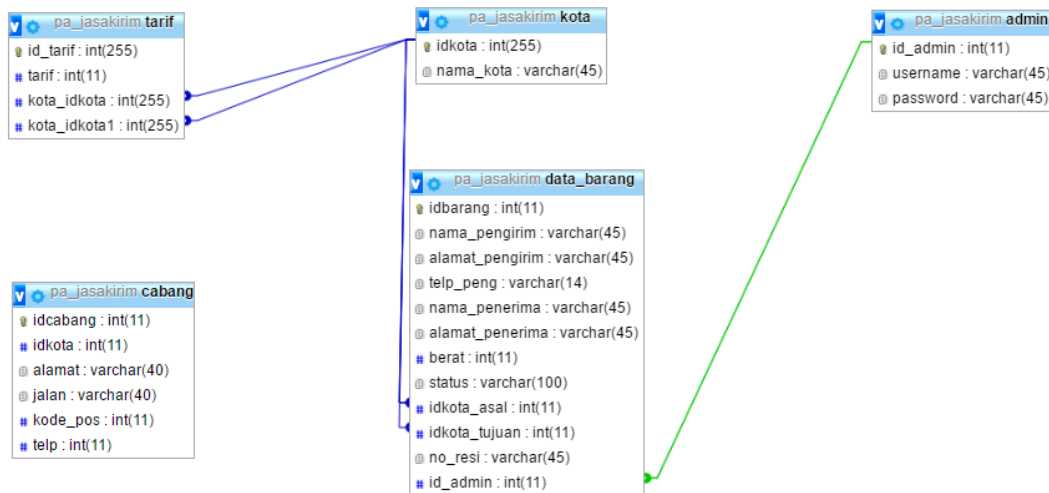 pa_jasakirim tarif
id_tarif : int(255)
tarif : int(11)
kota_idkota : int(255)
kota_idkota1 : int(255)
pa_jasakirim kota
idkota : int(255)
nama_kota : varchar(45)
pa_jasakirim admin
id_admin : int(11)
username : varchar(45)
password : varchar(45)
pa_jasakirim data_barang
idbarang : int(11)
nama_pengirim : varchar(45)
alamat_pengirim : varchar(45)
telp_peng : varchar(14)
nama_penerima : varchar(45)
alamat_penerima : varchar(45)
berat : int(11)
status : varchar(100)
idkota_asal : int(11)
idkota_tujuan : int(11)
no_resi : varchar(45)
id_admin : int(11)
pa_jasakirim cabang
idcabang : int(11)
idkota : int(11)
alamat : varchar(40)
jalan : varchar(40)
kode_pos : int(11)
telp : int(11)